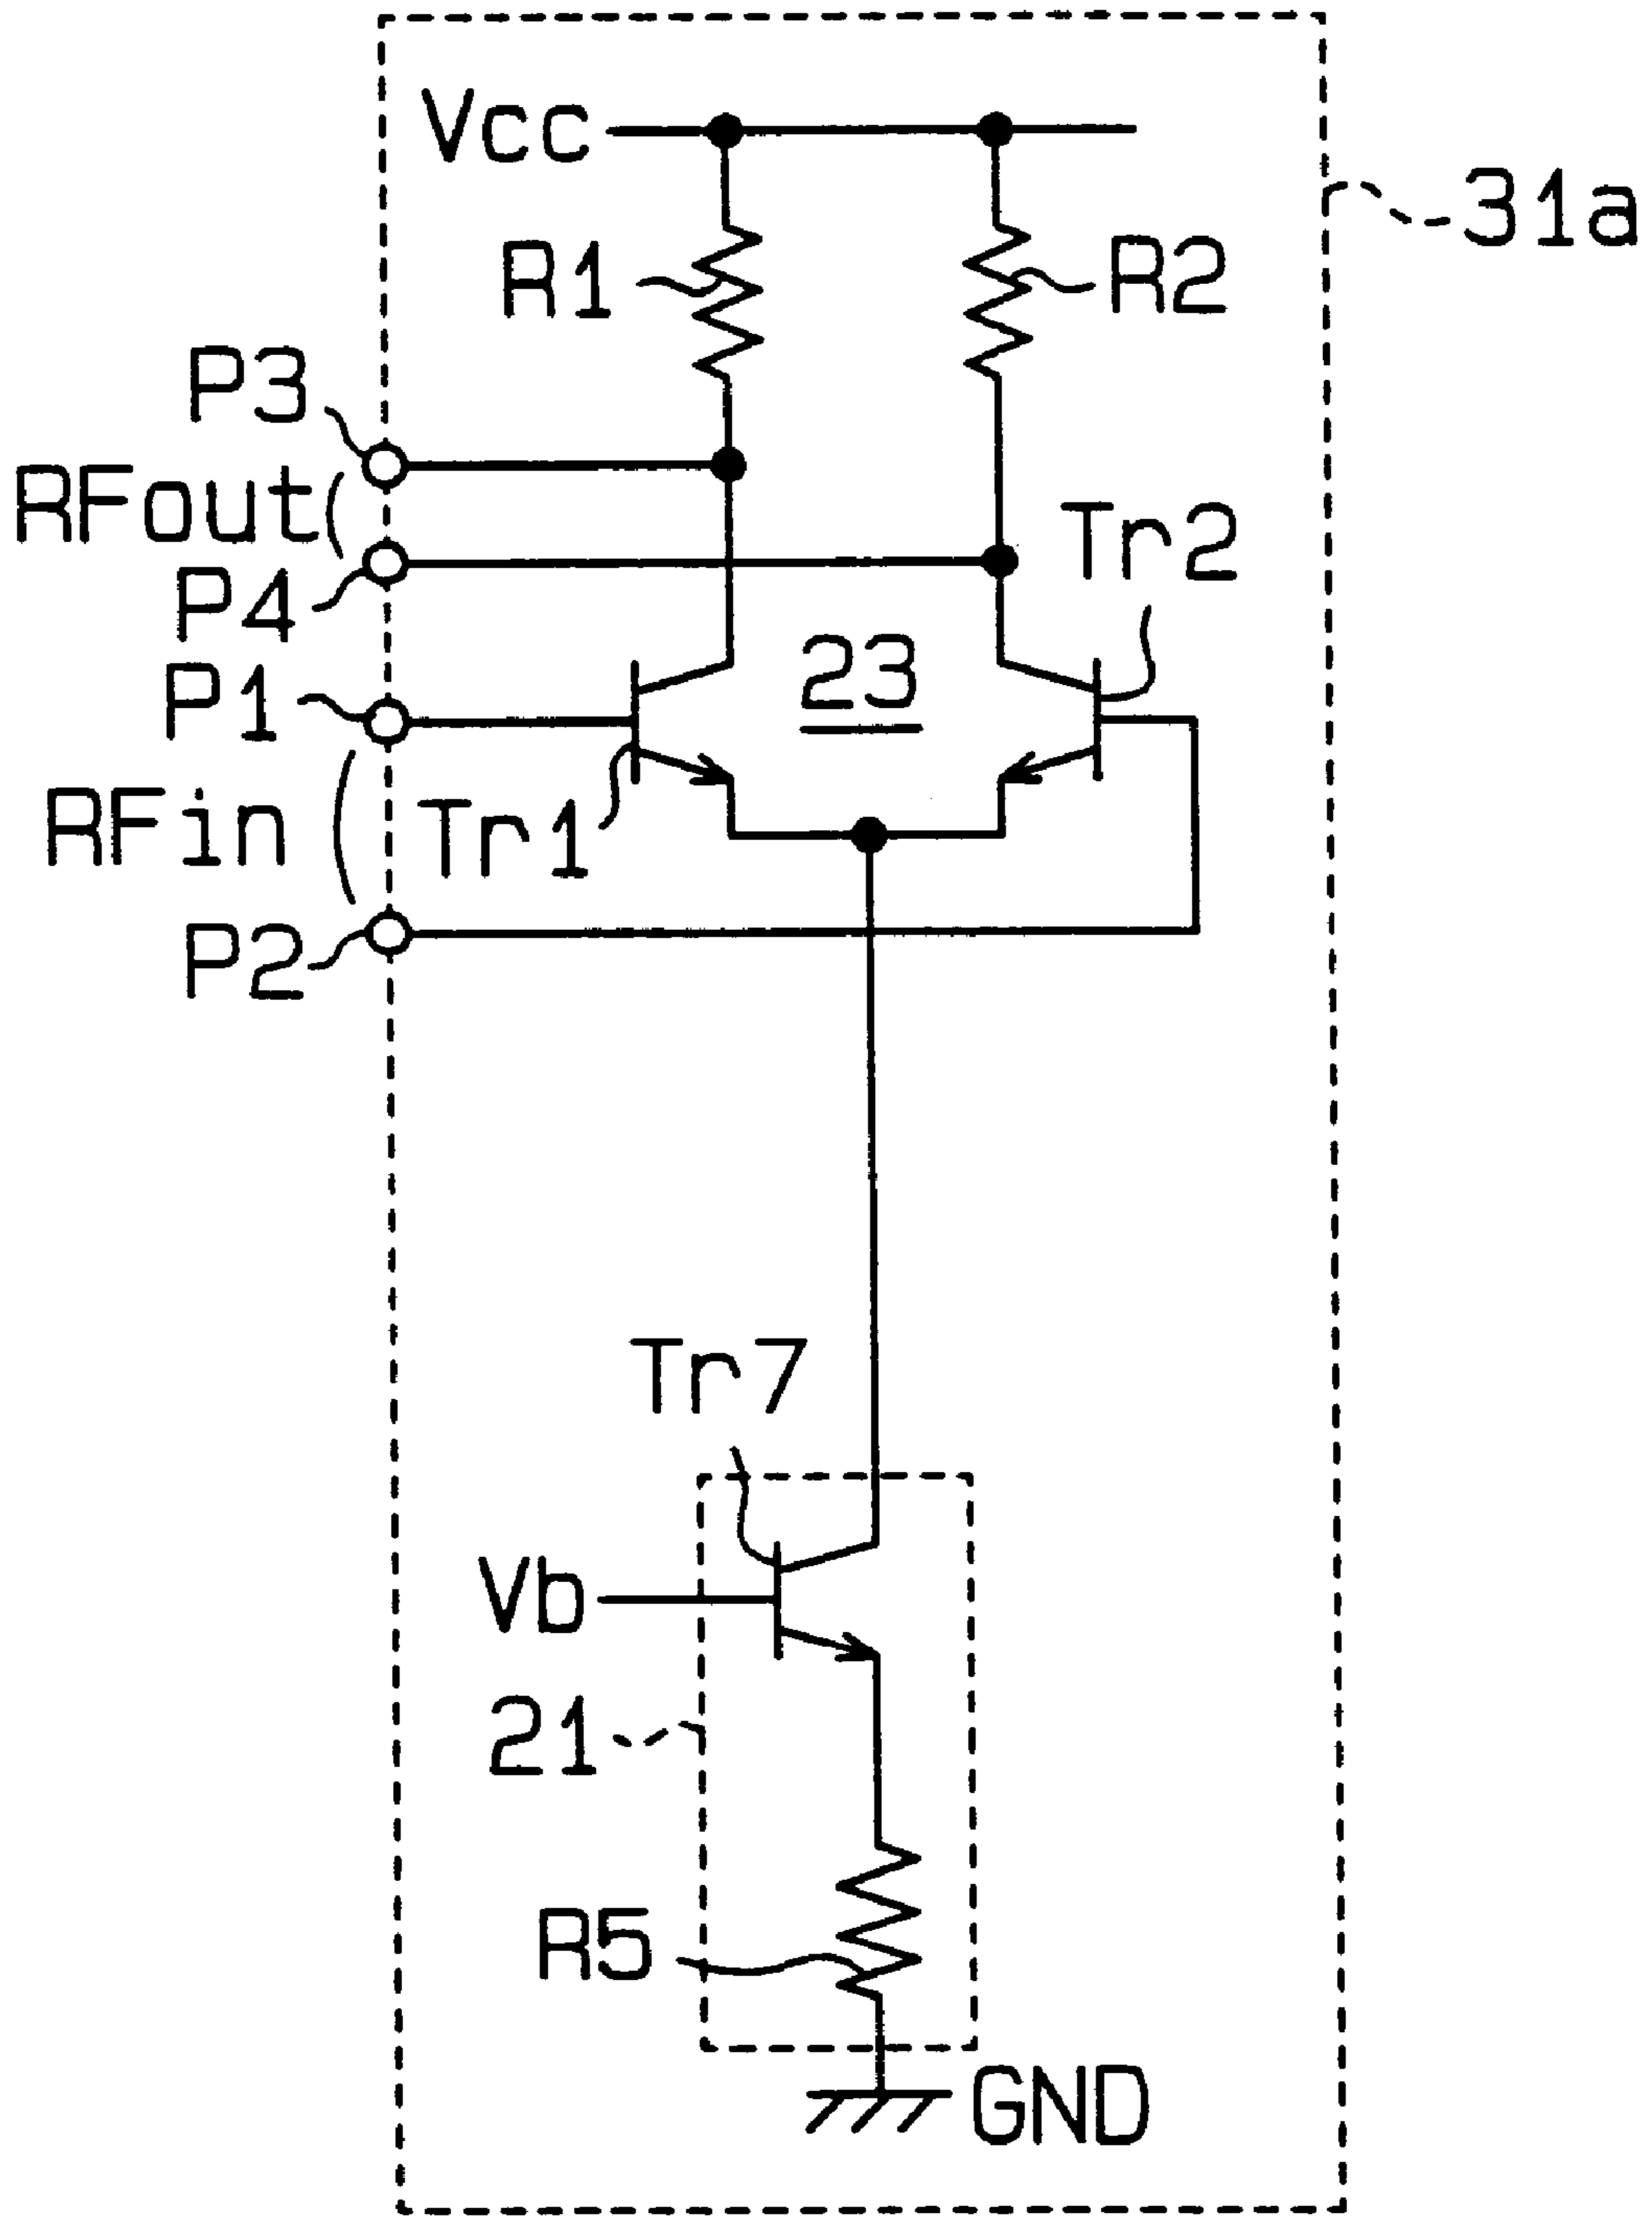 Vcc
31a
R1
R2
P3
RFout
Tr2
P4
23
P1
RFin
Tr1
P2
Tr7
Vb
21
R5
GND